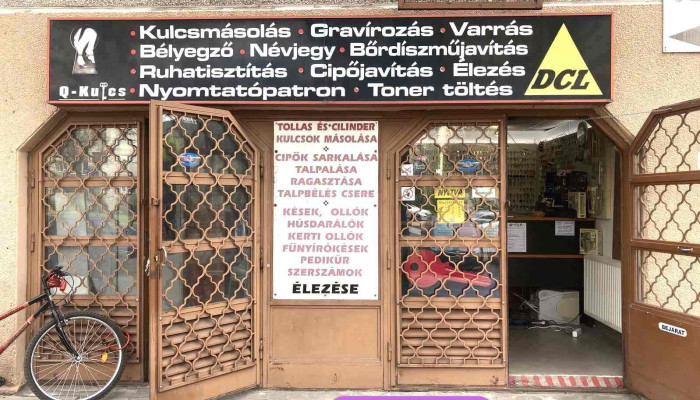 • Kulcsmásolás • Gravírozás • Varrás
• Bélyegző • Névjegy • Bőrdíszműjavítás
• Ruhatisztítás • Cipőjavítás • Élezés
• Nyomtatópatron • Toner töltés
Q-Kulcs
DCL
TOLLAS ÉS CILINDER
KULCSOK MÁSOLÁSA
CIPŐK SARKALÁSA
TALPALÁSA
RAGASZTÁSA
TALPBÉLÉS CSERE
KÉSEK, OLLÓK
HÚSDARÁLÓK
KERTI OLLÓK
FŰNYÍRÓKÉSEK
PEDIKŰR
SZERSZÁMOK
ÉLEZÉSE
NYITVA
BEJÁRAT